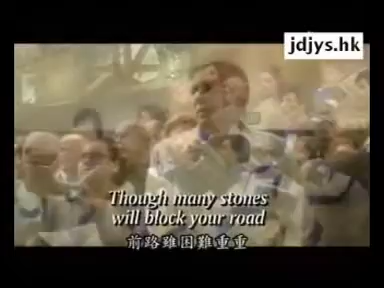 jdjys.hk
Though many stones
will block your road
前路雖困難重重